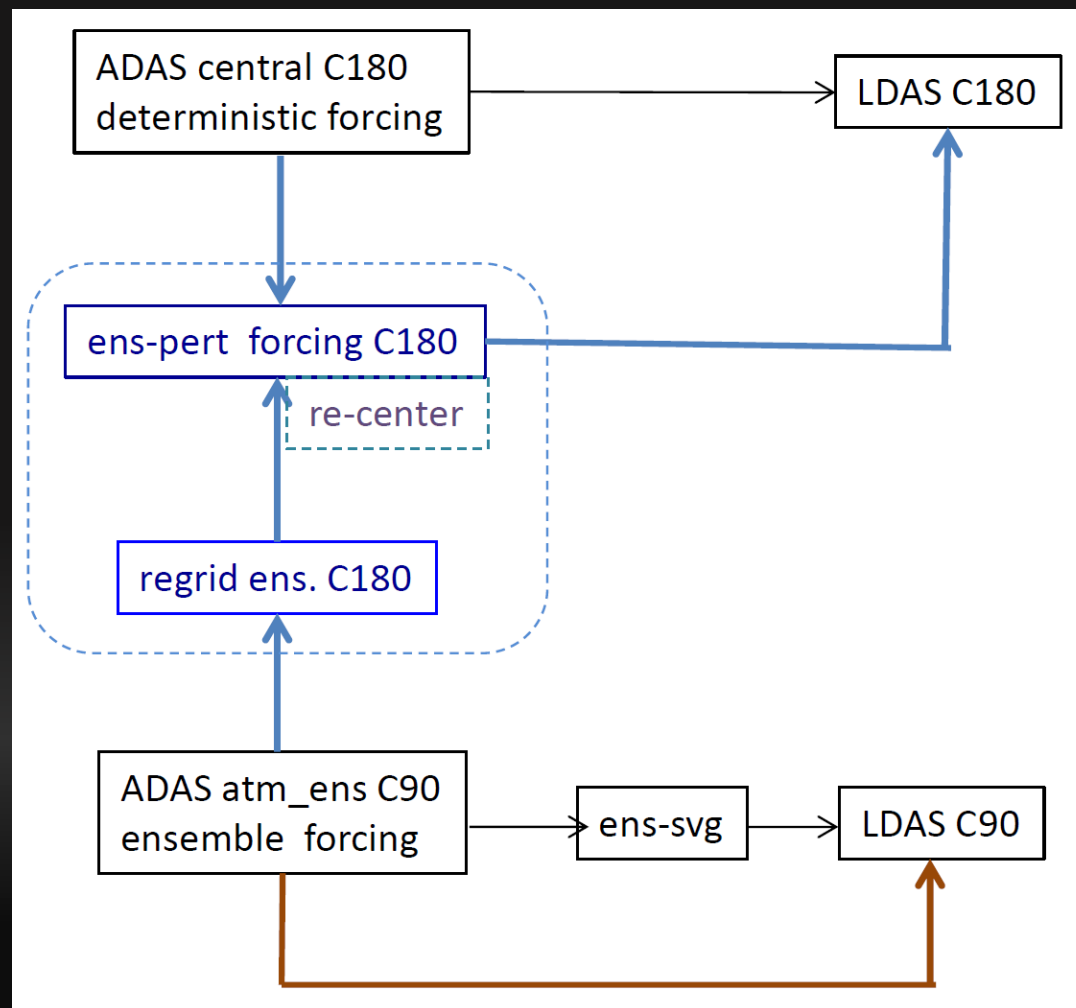 ADAS central C180
deterministic forcing
LDAS C180
ens-pert forcing C180
re-center
regrid ens. C180
ADAS atm_ens C90
ensemble forcing
ens-svg
LDAS C90